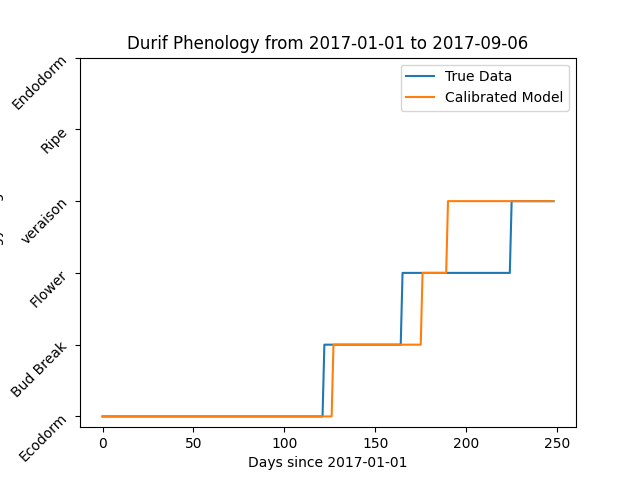 Durif Phenology from 2017-01-01 to 2017-09-06
True Data
Calibrated Model
Endodorm
Ripe
veraison
Flower
Bud Break
Ecodorm
0 50 100 150 200 250
Days since 2017-01-01